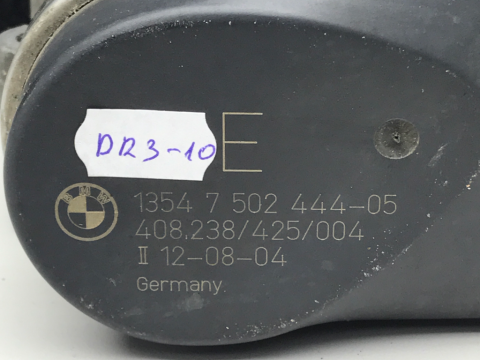 DR3-10 E
BMW
1354 7 502 444-05
408.238/425/004
II 12-08-04
Germany.